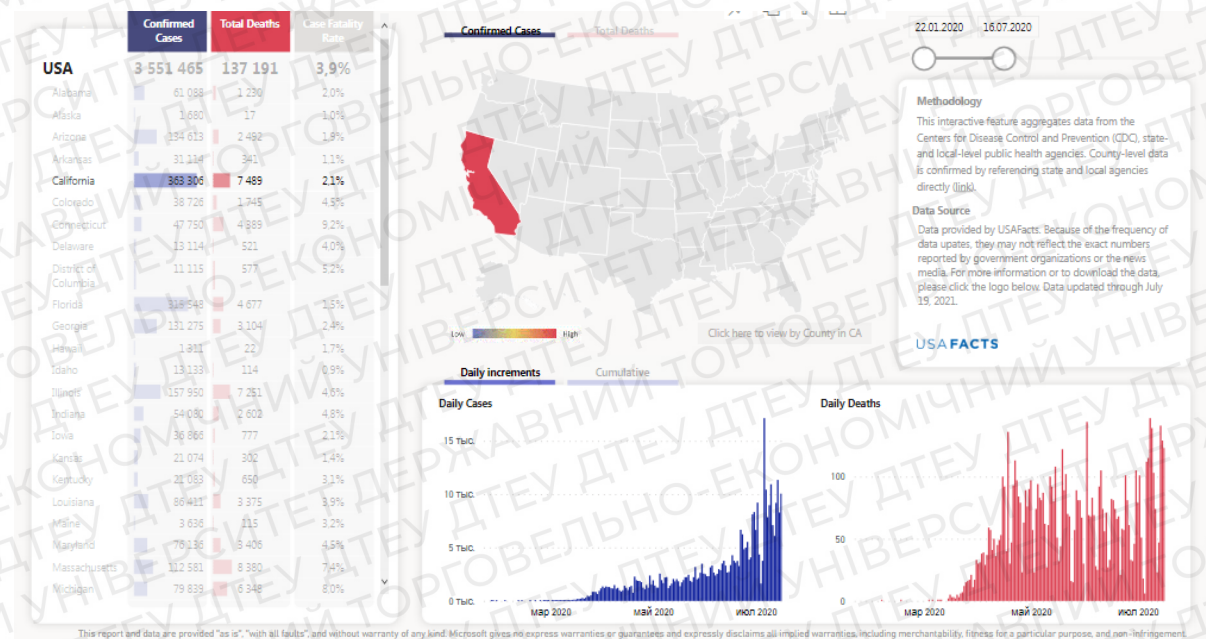 Confirmed Cases
Total Deaths
Case Fatality Rate
USA 3 551 465 137 191 3,9%
Alabama 61 088 1 230 2.0%
Alaska 1 680 17 1.0%
Arizona 134 613 2 492 1.9%
Arkansas 31 114 341 1.1%
California 363 306 7 489 2,1%
Colorado 38 726 1 745 4.5%
Connecticut 47 750 4 389 9.2%
Delaware 13 114 521 4.0%
District of Columbia 11 115 577 5.2%
Florida 315 548 4 677 1.5%
Georgia 131 275 3 104 2.4%
Hawaii 1 311 22 1.7%
Idaho 13 133 114 0.9%
Illinois 157 950 7 251 4.6%
Indiana 54 080 2 602 4.8%
Iowa 36 866 777 2.1%
Kansas 21 074 302 1.4%
Kentucky 21 083 650 3.1%
Louisiana 86 411 3 375 3.9%
Maine 3 636 115 3.2%
Maryland 76 136 3 406 4.5%
Massachusetts 112 581 8 380 7.4%
Michigan 79 839 6 348 8.0%
Confirmed Cases
Total Deaths
Low
High
Click here to view by County in CA
22.01.2020
16.07.2020
Methodology
This interactive feature aggregates data from the
Centers for Disease Control and Prevention (CDC), state-
and local-level public health agencies. County-level data
is confirmed by referencing state and local agencies
directly (link).
Data Source
Data provided by USAFacts. Because of the frequency of
data upates, they may not reflect the exact numbers
reported by government organizations or the news
media. For more information or to download the data,
please click the logo below. Data updated through July
19, 2021.
USAFACTS
Daily increments
Cumulative
Daily Cases
15 тыс.
10 тыс.
5 тыс.
0 тыс.
мар 2020
май 2020
июл 2020
Daily Deaths
100
50
0
мар 2020
май 2020
июл 2020
This report and data are provided "as is", "with all faults", and without warranty of any kind. Microsoft gives no express warranties or guarantees and expressly disclaims all implied warranties, including merchantability, fitness for a particular purpose, and non-infringement.